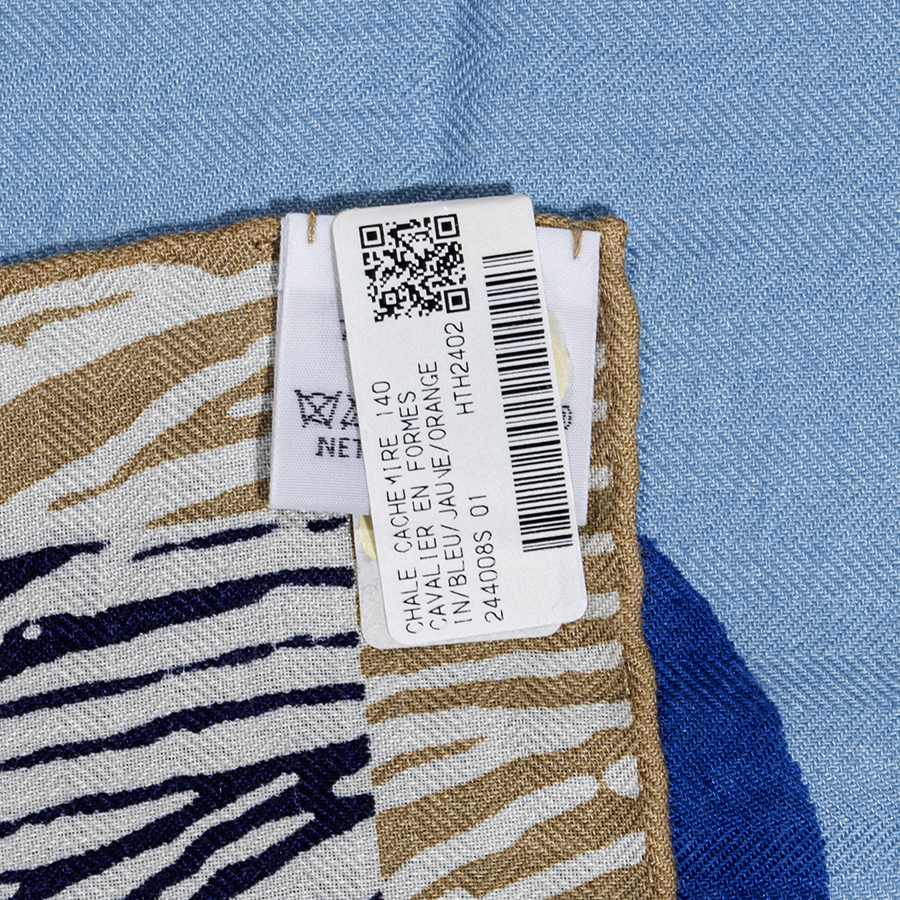 CHALE CACHEMIRE 140
CAVALIER EN FORMES
IN/BLEU/JAUNE/ORANGE
244008S 01 HTH2402
NET